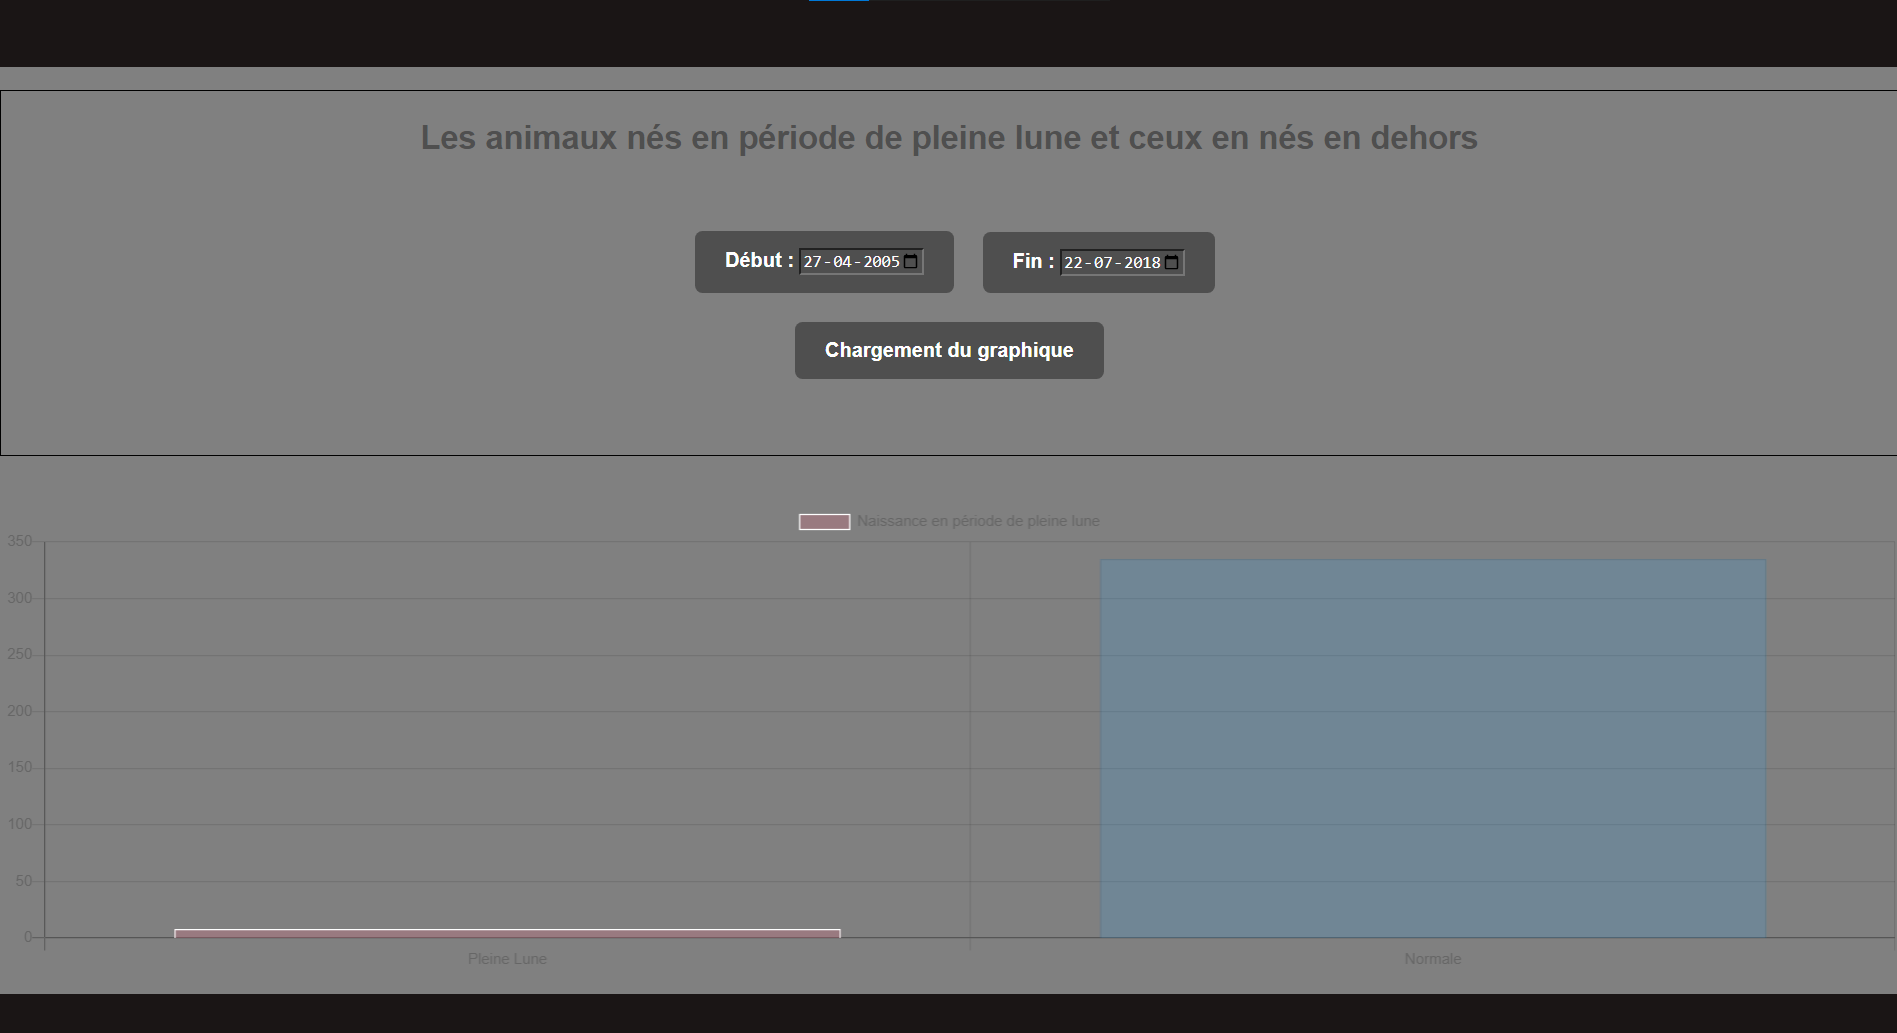 Les animaux nés en période de pleine lune et ceux en nés en dehors
Début : 27-04-2005
Fin : 22-07-2018
Chargement du graphique
Naissance en période de pleine lune
350
300
250
200
150
100
50
0
Pleine Lune
Normale